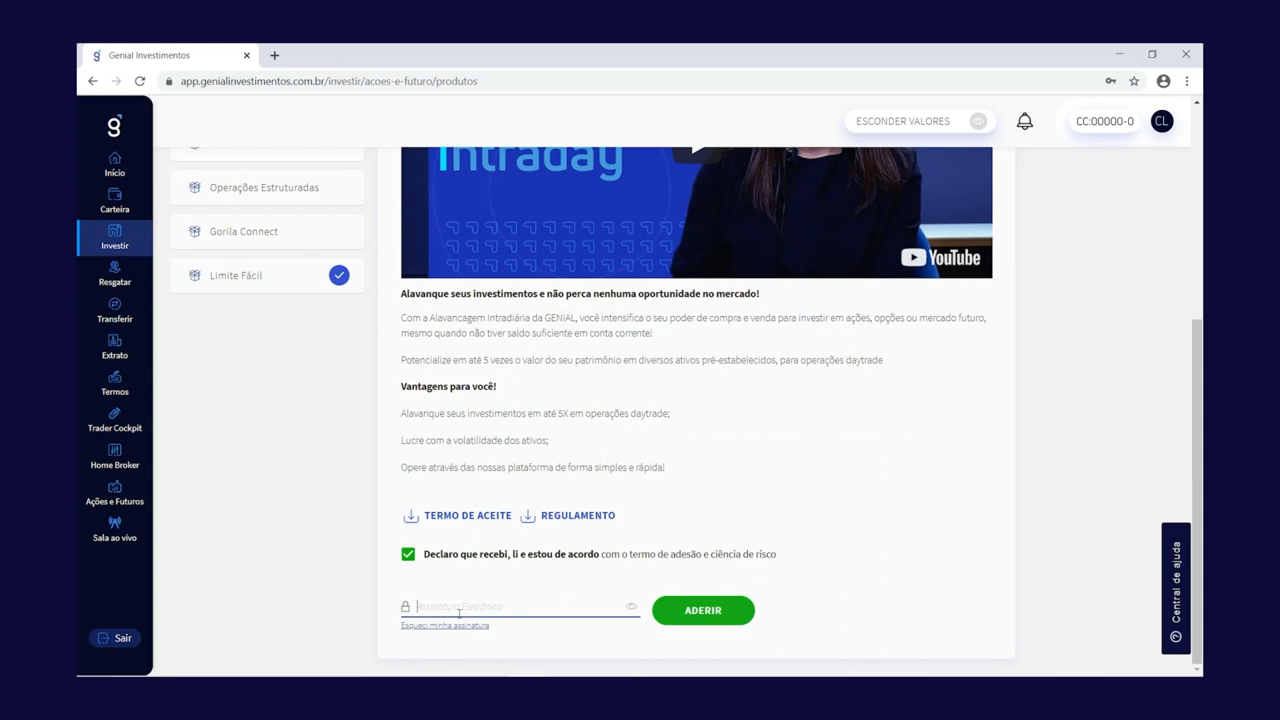 Genial Investimentos
app.genialinvestimentos.com.br/investir/acoes-e-futuro/produtos
ESCONDER VALORES
CC:00000-0
CL
Início
Carteira
Investir
Resgatar
Transferir
Extrato
Termos
Trader Cockpit
Home Broker
Ações e Futuros
Sala ao vivo
Sair
Operações Estruturadas
Gorila Connect
Limite Fácil
Intraday
YouTube
Alavanque seus investimentos e não perca nenhuma oportunidade no mercado!
Com a Alavancagem Intradiária da GENIAL, você intensifica o seu poder de compra e venda para investir em ações, opções ou mercado futuro,
mesmo quando não tiver saldo suficiente em conta corrente!
Potencialize em até 5 vezes o valor do seu patrimônio em diversos ativos pré-estabelecidos, para operações daytrade
Vantagens para você!
Alavanque seus investimentos em até 5X em operações daytrade;
Lucre com a volatilidade dos ativos;
Opere através das nossas plataforma de forma simples e rápida!
TERMO DE ACEITE REGULAMENTO
Declaro que recebi, li e estou de acordo com o termo de adesão e ciência de risco
Assinatura Eletrônica
ADERIR
Esqueci minha assinatura
Central de ajuda